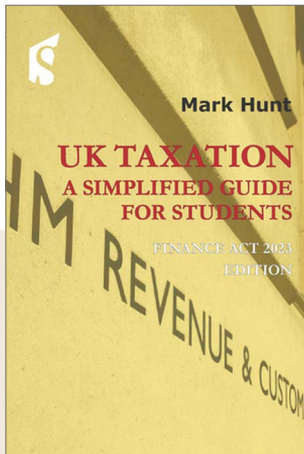 Mark Hunt
UK TAXATION
A SIMPLIFIED GUIDE
FOR STUDENTS
FINANCE ACT 2023
EDITION
HM REVENUE & CUSTOM